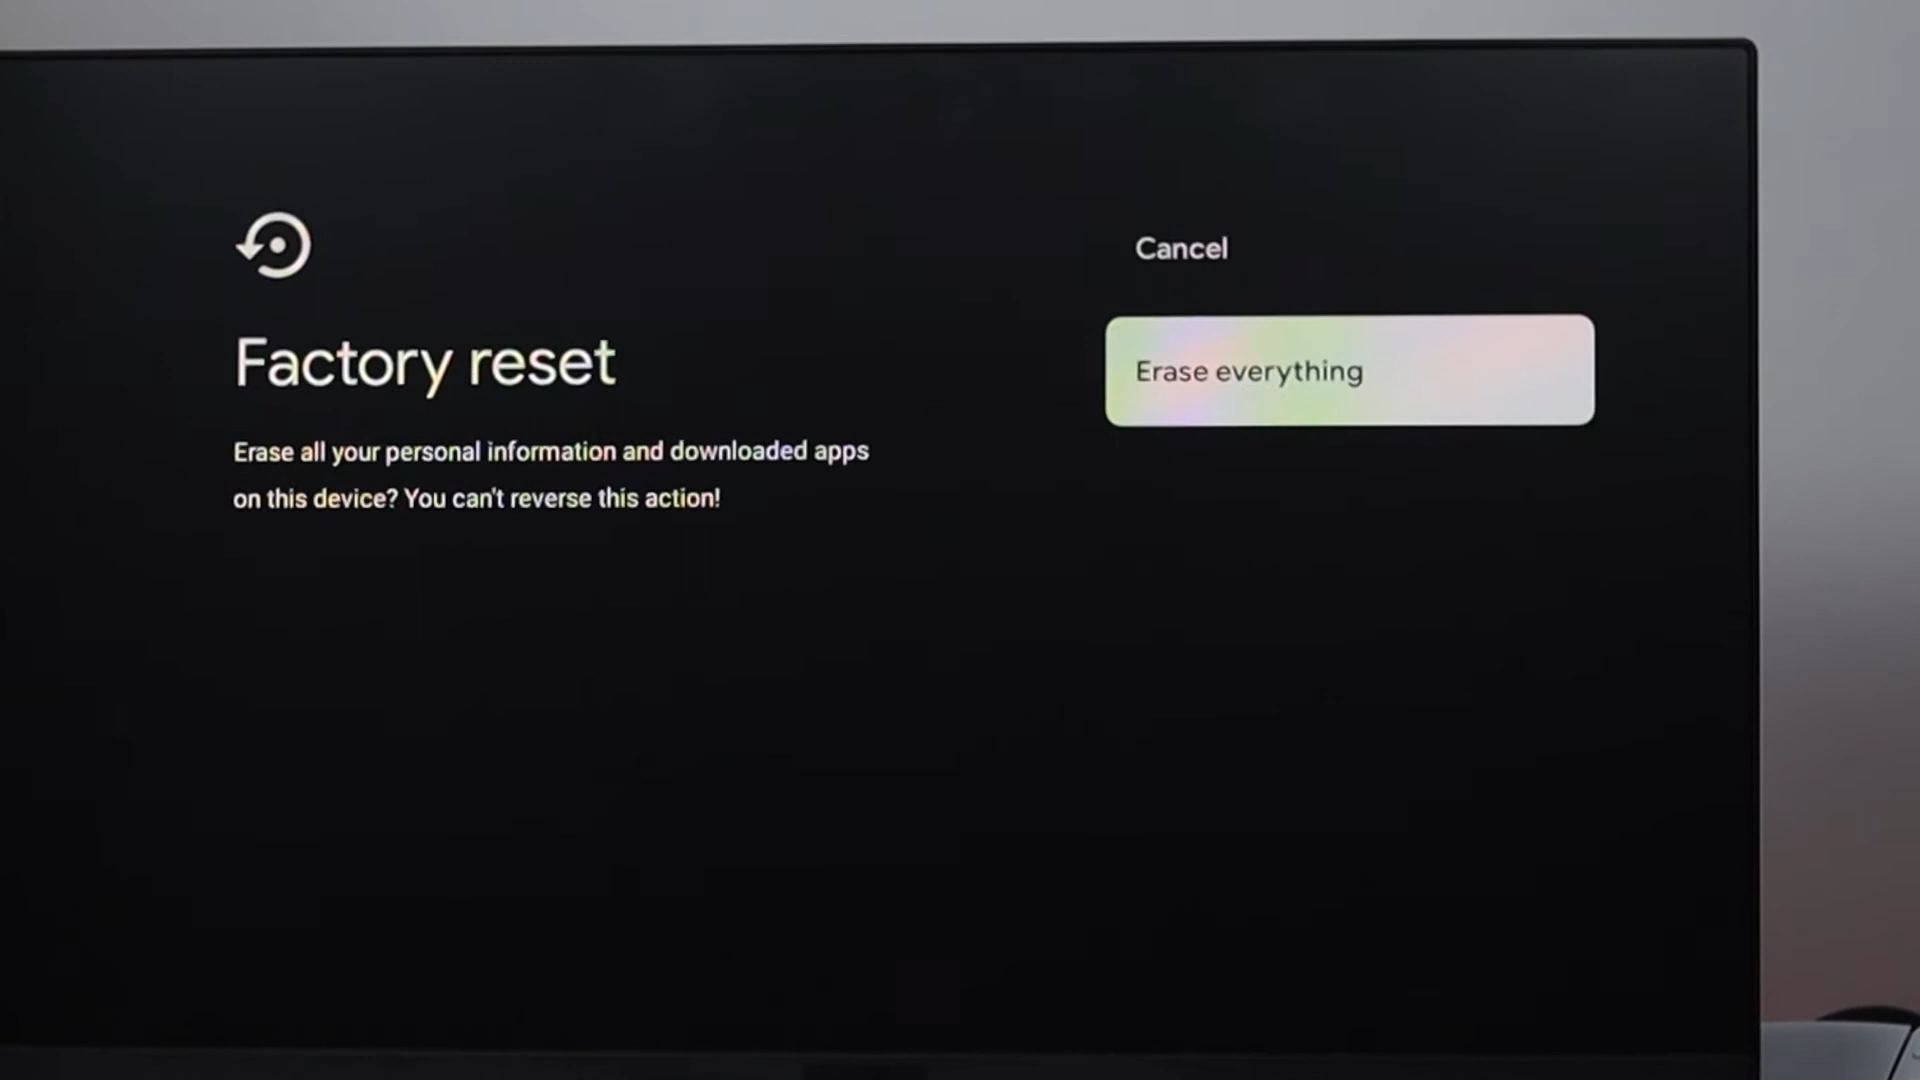 Factory reset
Erase all your personal information and downloaded apps
on this device? You can't reverse this action!
Cancel
Erase everything